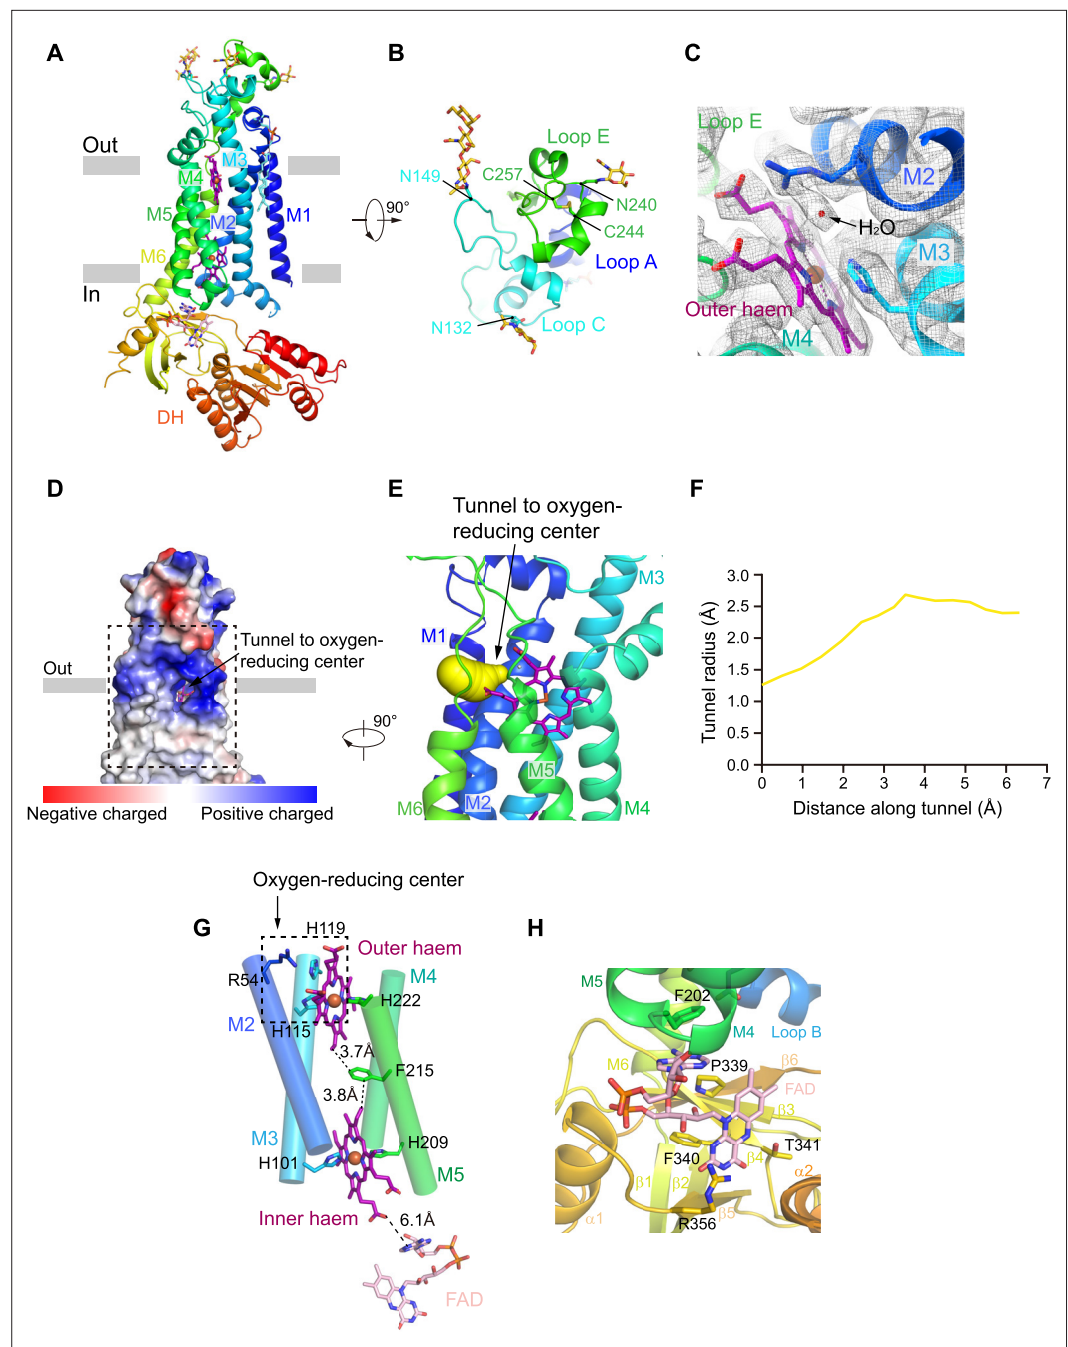 A
Out
M3
M4
M5
M2
M1
M6
In
DH
90°
B
Loop E
C257
N149
N240
C244
Loop A
Loop C
N132
C
Loop E
M2
H₂O
M3
Outer haem
M4
D
Tunnel to oxygen-
reducing center
Out
Negative charged
Positive charged
90°
E
Tunnel to oxygen-
reducing center
M3
M1
M5
M6
M2
M4
F
Tunnel radius (Å)
3.0
2.5
2.0
1.5
1.0
0.5
0.0
0 1 2 3 4 5 6 7
Distance along tunnel (Å)
Oxygen-reducing center
G
H119
Outer haem
R54
M4
H222
M2
H115
3.7Å
F215
3.8Å
M3
H209
H101
M5
Inner haem
6.1Å
FAD
H
M5
F202
M4
Loop B
M6
P339
β6
FAD
β3
F340
β4
T341
β1
β2
α2
α1
R356
β5